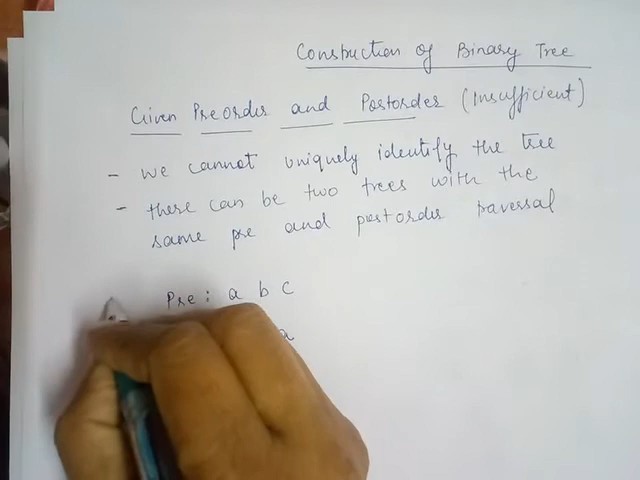 Construction of Binary Tree
Given Preorder and Postorder (Insufficient)
- we cannot uniquely identify the tree
- there can be two trees with the
same pre and postorder traversal
Pre: a b c
a